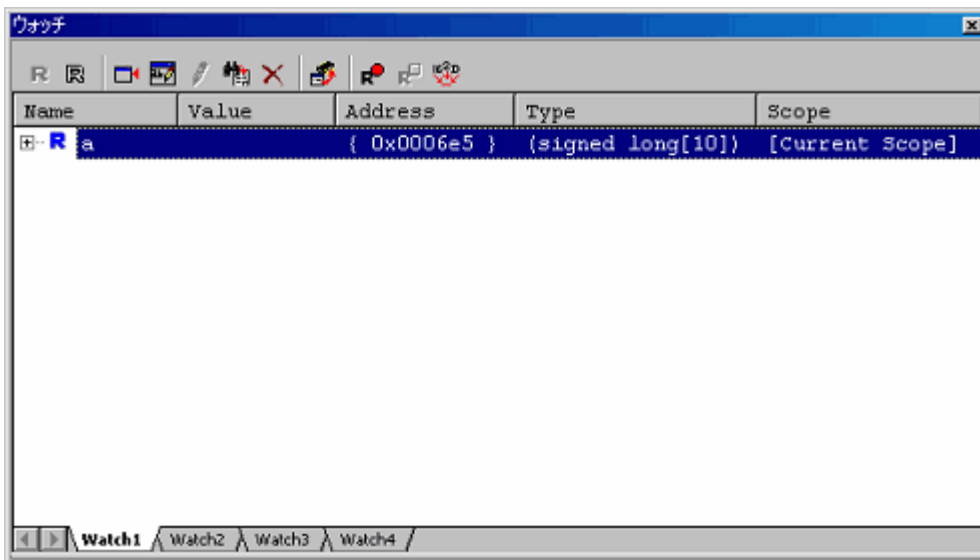 ウォッチ
Name Value Address Type Scope
R a { 0x0006e5 } (signed long[10]) [Current Scope]
Watch1 Watch2 Watch3 Watch4